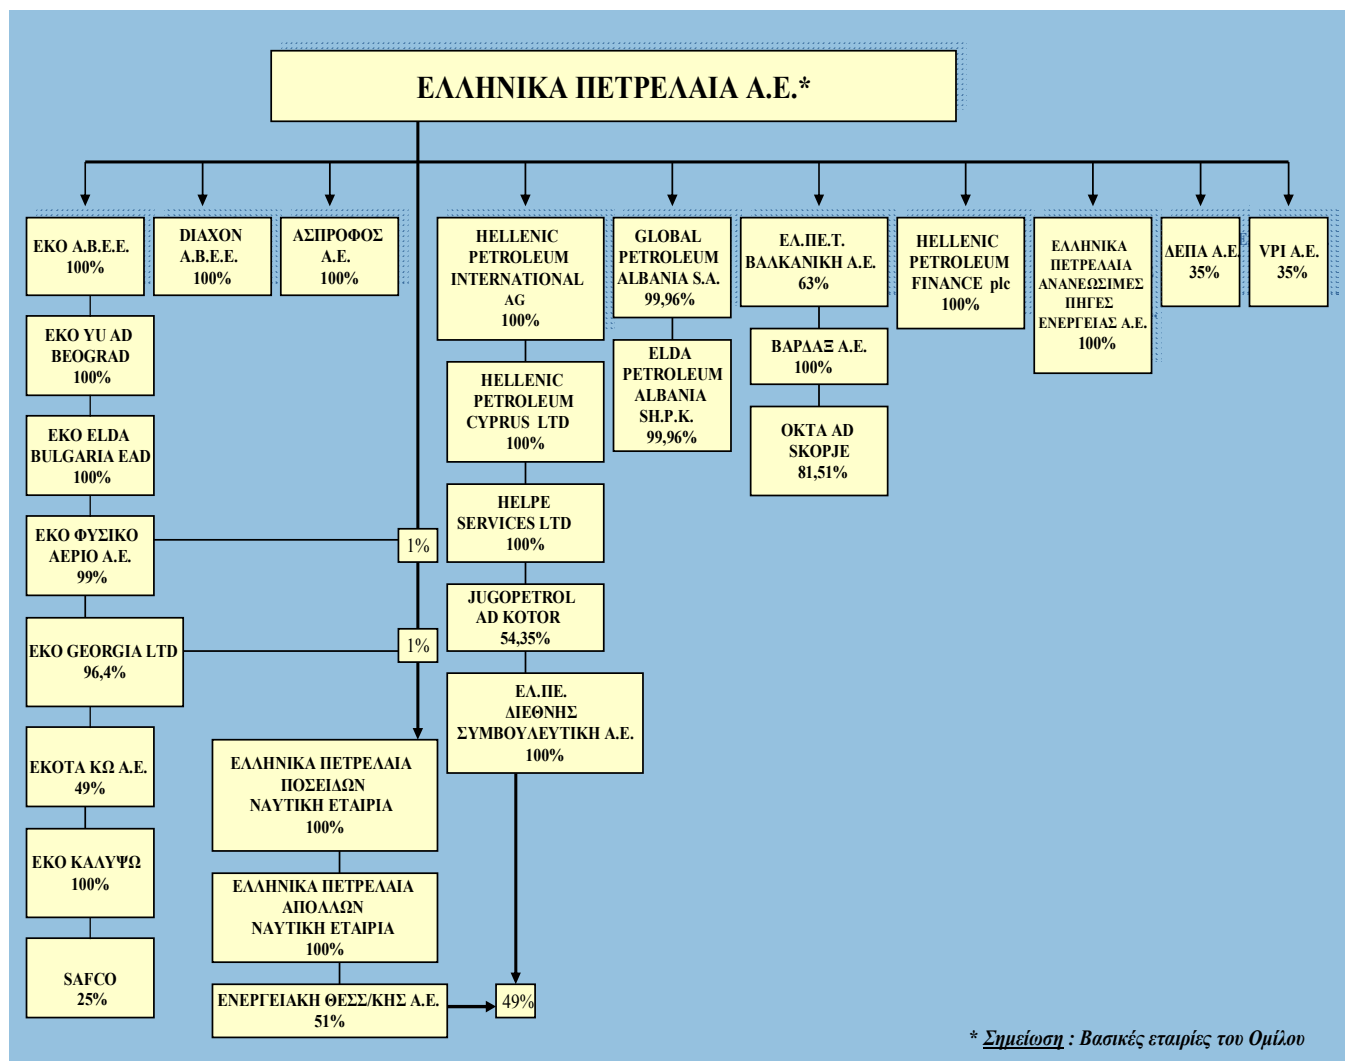 ΕΛΛΗΝΙΚΑ ΠΕΤΡΕΛΑΙΑ Α.Ε.*
ΕΚΟ Α.Β.Ε.Ε.
100%
DIAXON
Α.Β.Ε.Ε.
100%
ΑΣΠΡΟΦΟΣ
Α.Ε.
100%
HELLENIC
PETROLEUM
INTERNATIONAL
AG
100%
GLOBAL
PETROLEUM
ALBANIA S.A.
99,96%
ΕΛ.ΠΕ.Τ.
ΒΑΛΚΑΝΙΚΗ Α.Ε.
63%
HELLENIC
PETROLEUM
FINANCE plc
100%
ΕΛΛΗΝΙΚΑ
ΠΕΤΡΕΛΑΙΑ
ΑΝΑΝΕΩΣΙΜΕΣ
ΠΗΓΕΣ
ΕΝΕΡΓΕΙΑΣ Α.Ε.
100%
ΔΕΠΑ Α.Ε.
35%
VPI Α.Ε.
35%
EKO YU AD
BEOGRAD
100%
EKO ELDA
BULGARIA EAD
100%
ΕΚΟ ΦΥΣΙΚΟ
ΑΕΡΙΟ Α.Ε.
99%
1%
EKO GEORGIA LTD
96,4%
1%
ΕΚΟΤΑ ΚΩ Α.Ε.
49%
ΕΚΟ ΚΑΛΥΨΩ
100%
SAFCO
25%
ΕΛΛΗΝΙΚΑ ΠΕΤΡΕΛΑΙΑ
ΠΟΣΕΙΔΩΝ
ΝΑΥΤΙΚΗ ΕΤΑΙΡΙΑ
100%
ΕΛΛΗΝΙΚΑ ΠΕΤΡΕΛΑΙΑ
ΑΠΟΛΛΩΝ
ΝΑΥΤΙΚΗ ΕΤΑΙΡΙΑ
100%
ΕΝΕΡΓΕΙΑΚΗ ΘΕΣΣ/ΚΗΣ Α.Ε.
51%
49%
HELLENIC
PETROLEUM
CYPRUS LTD
100%
HELPE
SERVICES LTD
100%
JUGOPETROL
AD KOTOR
54,35%
ΕΛ.ΠΕ.
ΔΙΕΘΝΗΣ
ΣΥΜΒΟΥΛΕΥΤΙΚΗ Α.Ε.
100%
ELDA
PETROLEUM
ALBANIA
SH.P.K.
99,96%
ΒΑΡΔΑΞ Α.Ε.
100%
OKTA AD
SKOPJE
81,51%
* Σημείωση : Βασικές εταιρίες του Ομίλου